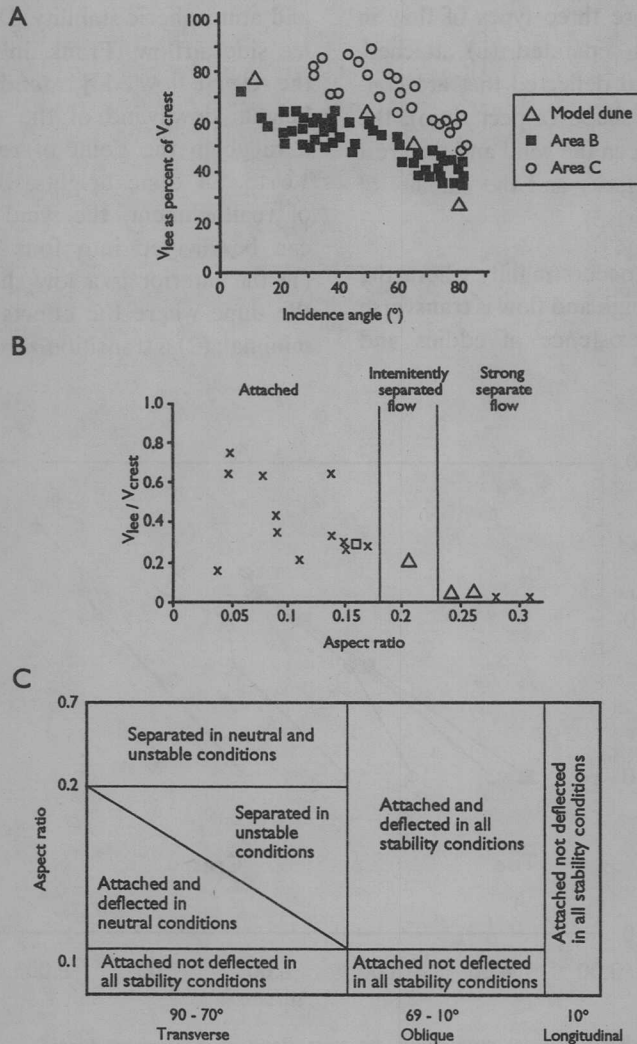 A
100
80
60
40
20
0
Vlee as percent of Vcrest
0
20
40
60
80
100
Incidence angle (°)
Model dune
Area B
Area C
B
Attached
Intemitently
separated
flow
Strong
separate
flow
1.0
0.8
0.6
0.4
0.2
0
Vlee / Vcrest
0
0.05
0.1
0.15
0.2
0.25
0.3
Aspect ratio
C
0.7
0.2
0.1
Aspect ratio
Separated in neutral and
unstable conditions
Separated in
unstable
conditions
Attached and
deflected in
neutral conditions
Attached not deflected in
all stability conditions
Attached and
deflected in all
stability conditions
Attached not deflected
in all stability conditions
Attached not deflected
in all stability conditions
90 - 70°
Transverse
69 - 10°
Oblique
10°
Longitudinal